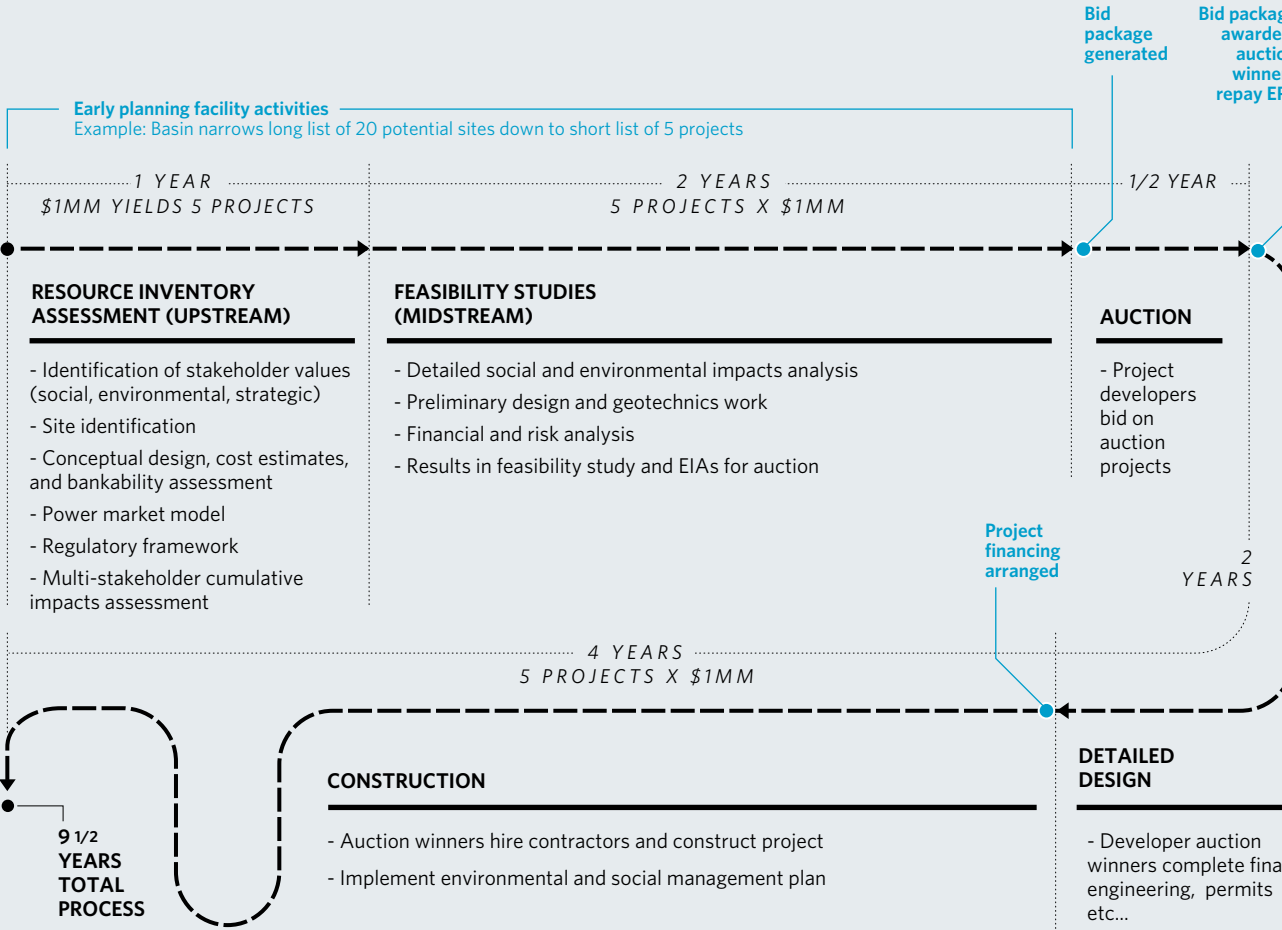 Bid
package
generated
Bid packag
awarde
auctio
winne
repay EP
Early planning facility activities
Example: Basin narrows long list of 20 potential sites down to short list of 5 projects
1 YEAR
$1MM YIELDS 5 PROJECTS
2 YEARS
5 PROJECTS X $1MM
1/2 YEAR
RESOURCE INVENTORY
ASSESSMENT (UPSTREAM)
- Identification of stakeholder values
(social, environmental, strategic)
- Site identification
- Conceptual design, cost estimates,
and bankability assessment
- Power market model
- Regulatory framework
- Multi-stakeholder cumulative
impacts assessment
FEASIBILITY STUDIES
(MIDSTREAM)
- Detailed social and environmental impacts analysis
- Preliminary design and geotechnics work
- Financial and risk analysis
- Results in feasibility study and EIAs for auction
AUCTION
- Project
developers
bid on
auction
projects
2
YEARS
Project
financing
arranged
4 YEARS
5 PROJECTS X $1MM
DETAILED
DESIGN
- Developer auction
winners complete fina
engineering, permits
etc...
CONSTRUCTION
- Auction winners hire contractors and construct project
- Implement environmental and social management plan
9 1/2
YEARS
TOTAL
PROCESS